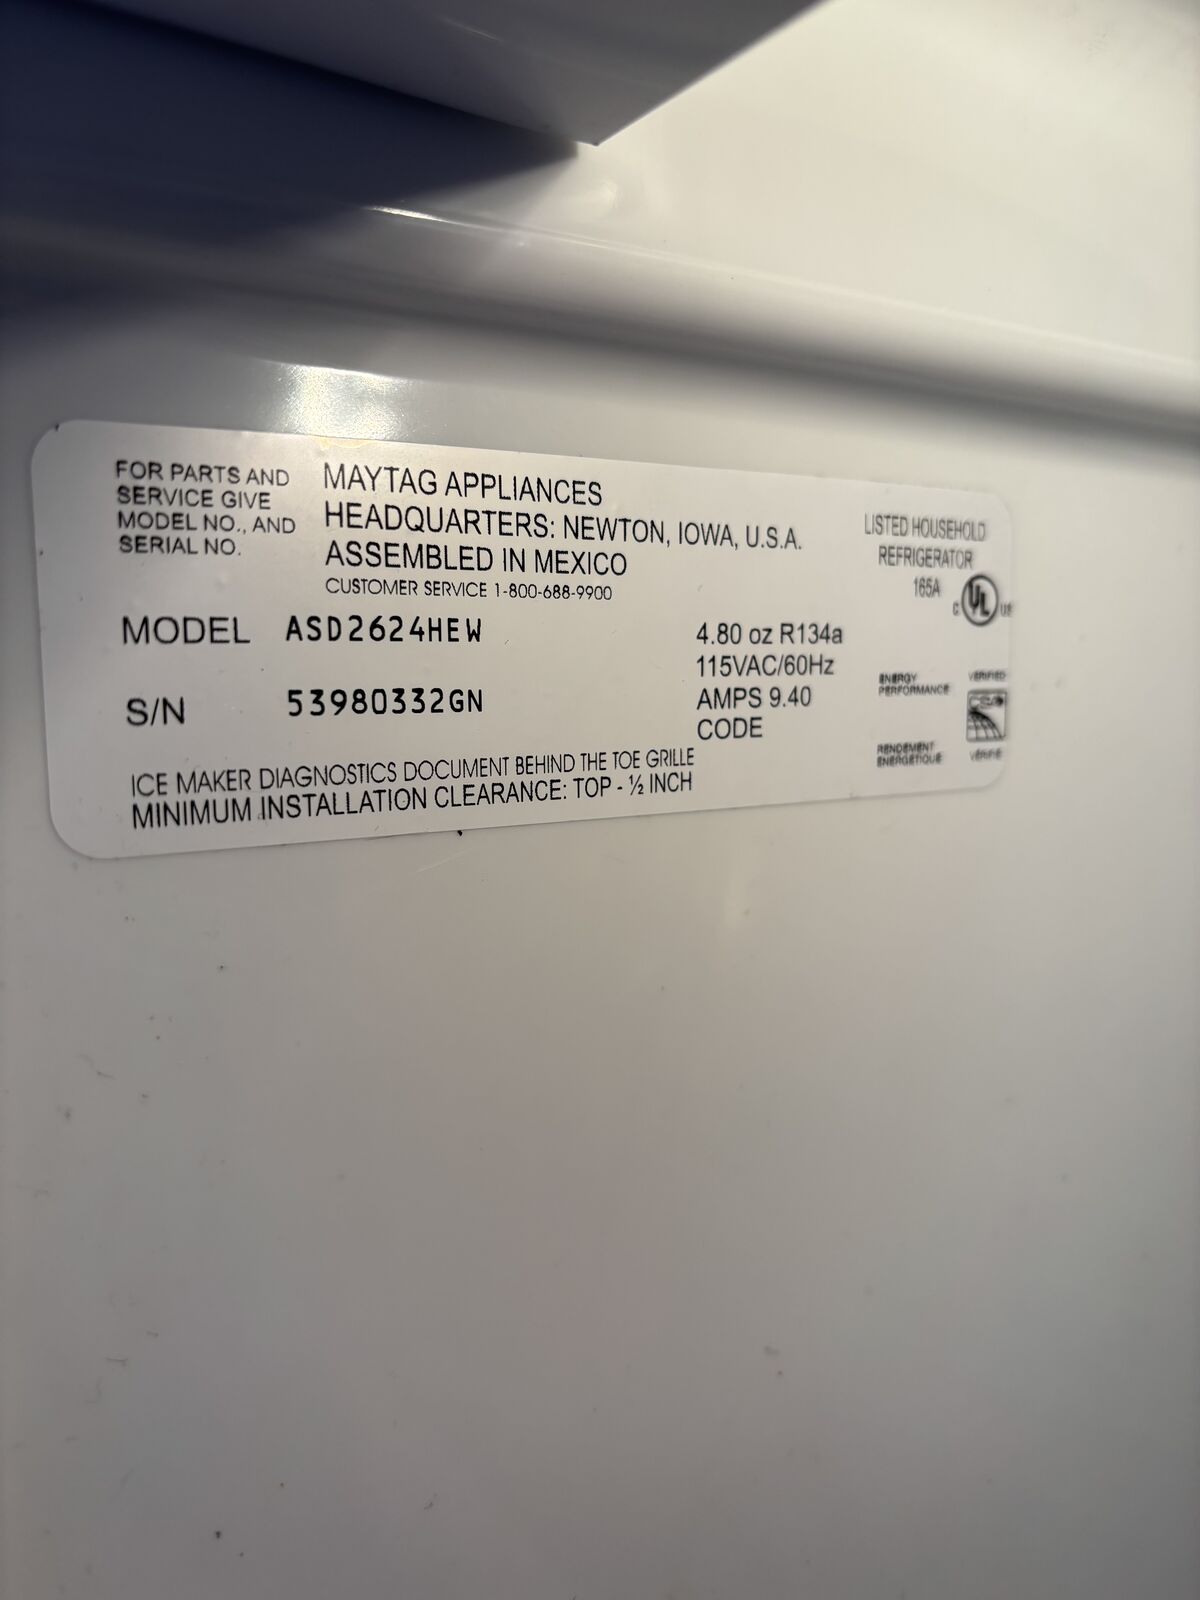 FOR PARTS AND
SERVICE GIVE
MODEL NO., AND
SERIAL NO.
MAYTAG APPLIANCES
HEADQUARTERS: NEWTON, IOWA, U.S.A.
ASSEMBLED IN MEXICO
CUSTOMER SERVICE 1-800-688-9900
LISTED HOUSEHOLD
REFRIGERATOR
165A
C UL US
MODEL ASD2624HEW
S/N 53980332GN
4.80 oz R134a
115VAC/60Hz
AMPS 9.40
CODE
ENERGY
PERFORMANCE
VERIFIED
RENDEMENT
ÉNERGÉTIQUE
VÉRIFIÉ
ICE MAKER DIAGNOSTICS DOCUMENT BEHIND THE TOE GRILLE
MINIMUM INSTALLATION CLEARANCE: TOP - ½ INCH